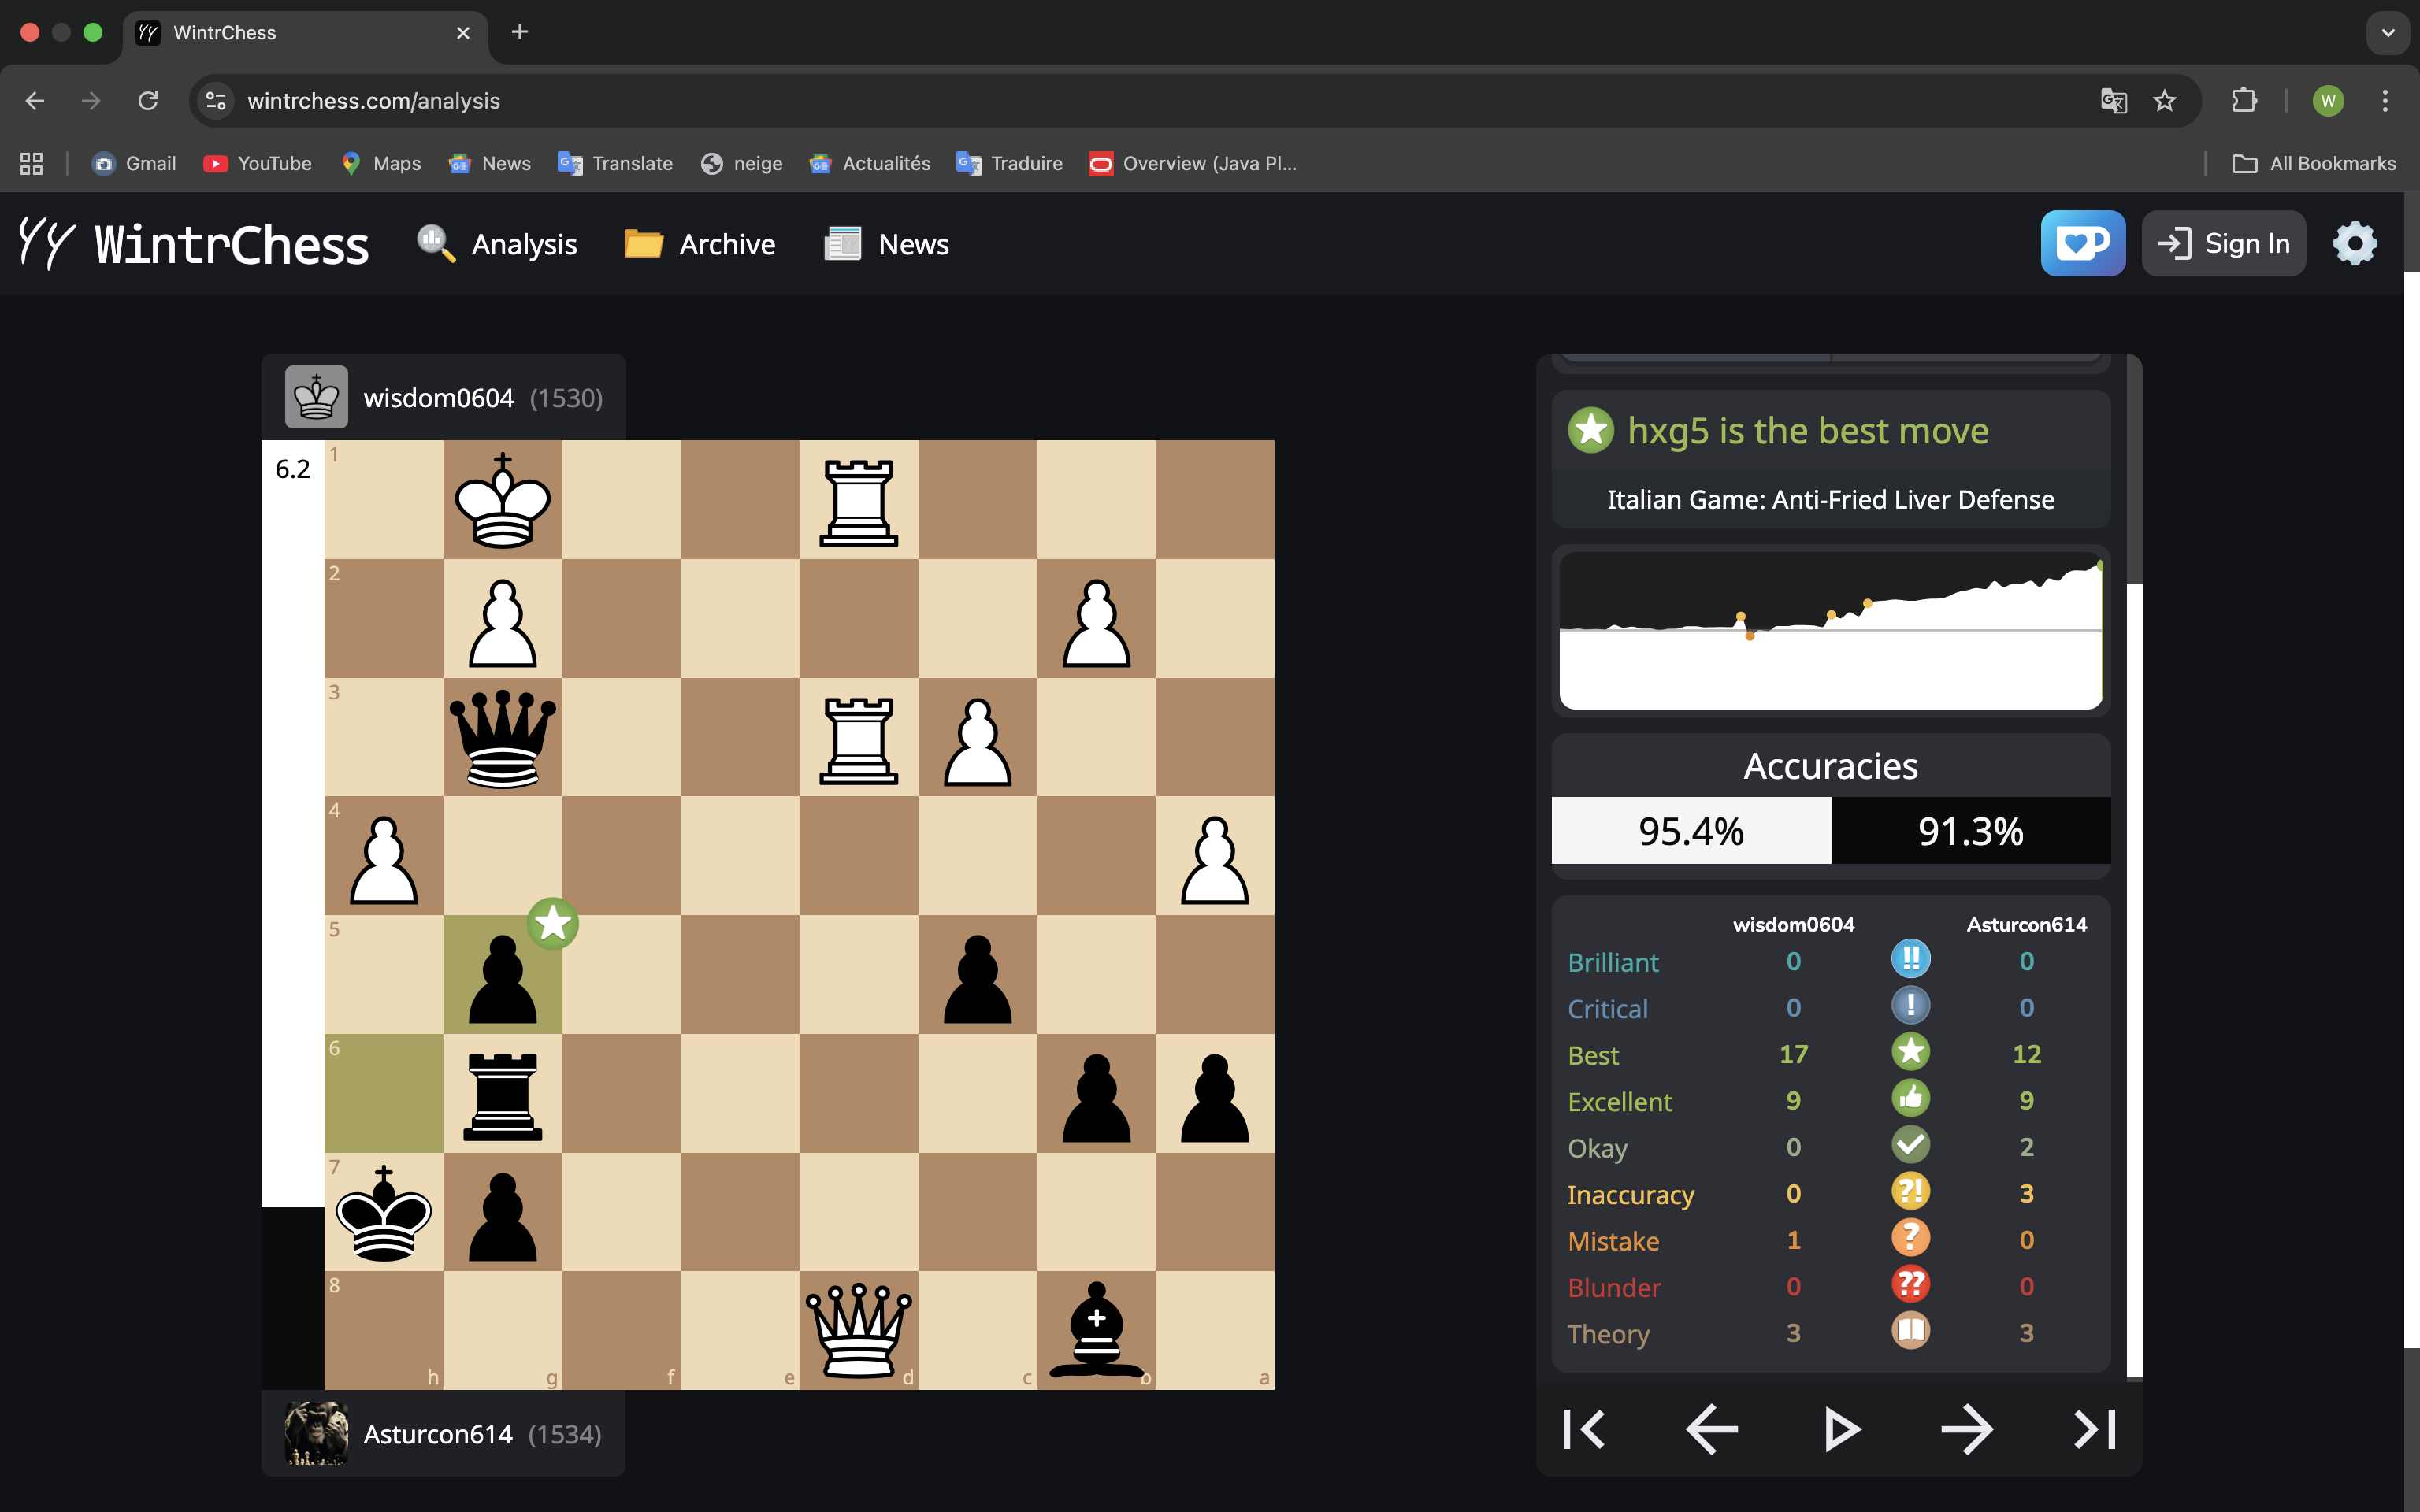 WintrChess
wintrchess.com/analysis
W
Gmail YouTube Maps News Translate neige Actualités Traduire Overview (Java Pl... All Bookmarks
WintrChess Analysis Archive News Sign In
wisdom0604 (1530)
6.2
1
2
3
4
5
6
7
8
h g f e d c b a
Asturcon614 (1534)
hxg5 is the best move
Italian Game: Anti-Fried Liver Defense
Accuracies
95.4% 91.3%
wisdom0604 Asturcon614
Brilliant 0 !! 0
Critical 0 ! 0
Best 17 12
Excellent 9 9
Okay 0 2
Inaccuracy 0 ?! 3
Mistake 1 ? 0
Blunder 0 ?? 0
Theory 3 3